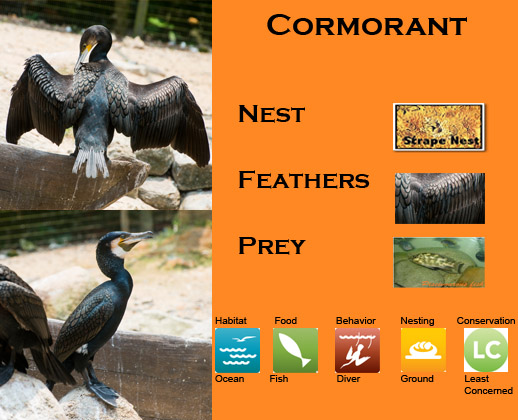 Cormorant
Nest
Strape Nest
Feathers
Prey
Habitat Food Behavior Nesting Conservation
LC
Ocean Fish Diver Ground Least
Concerned